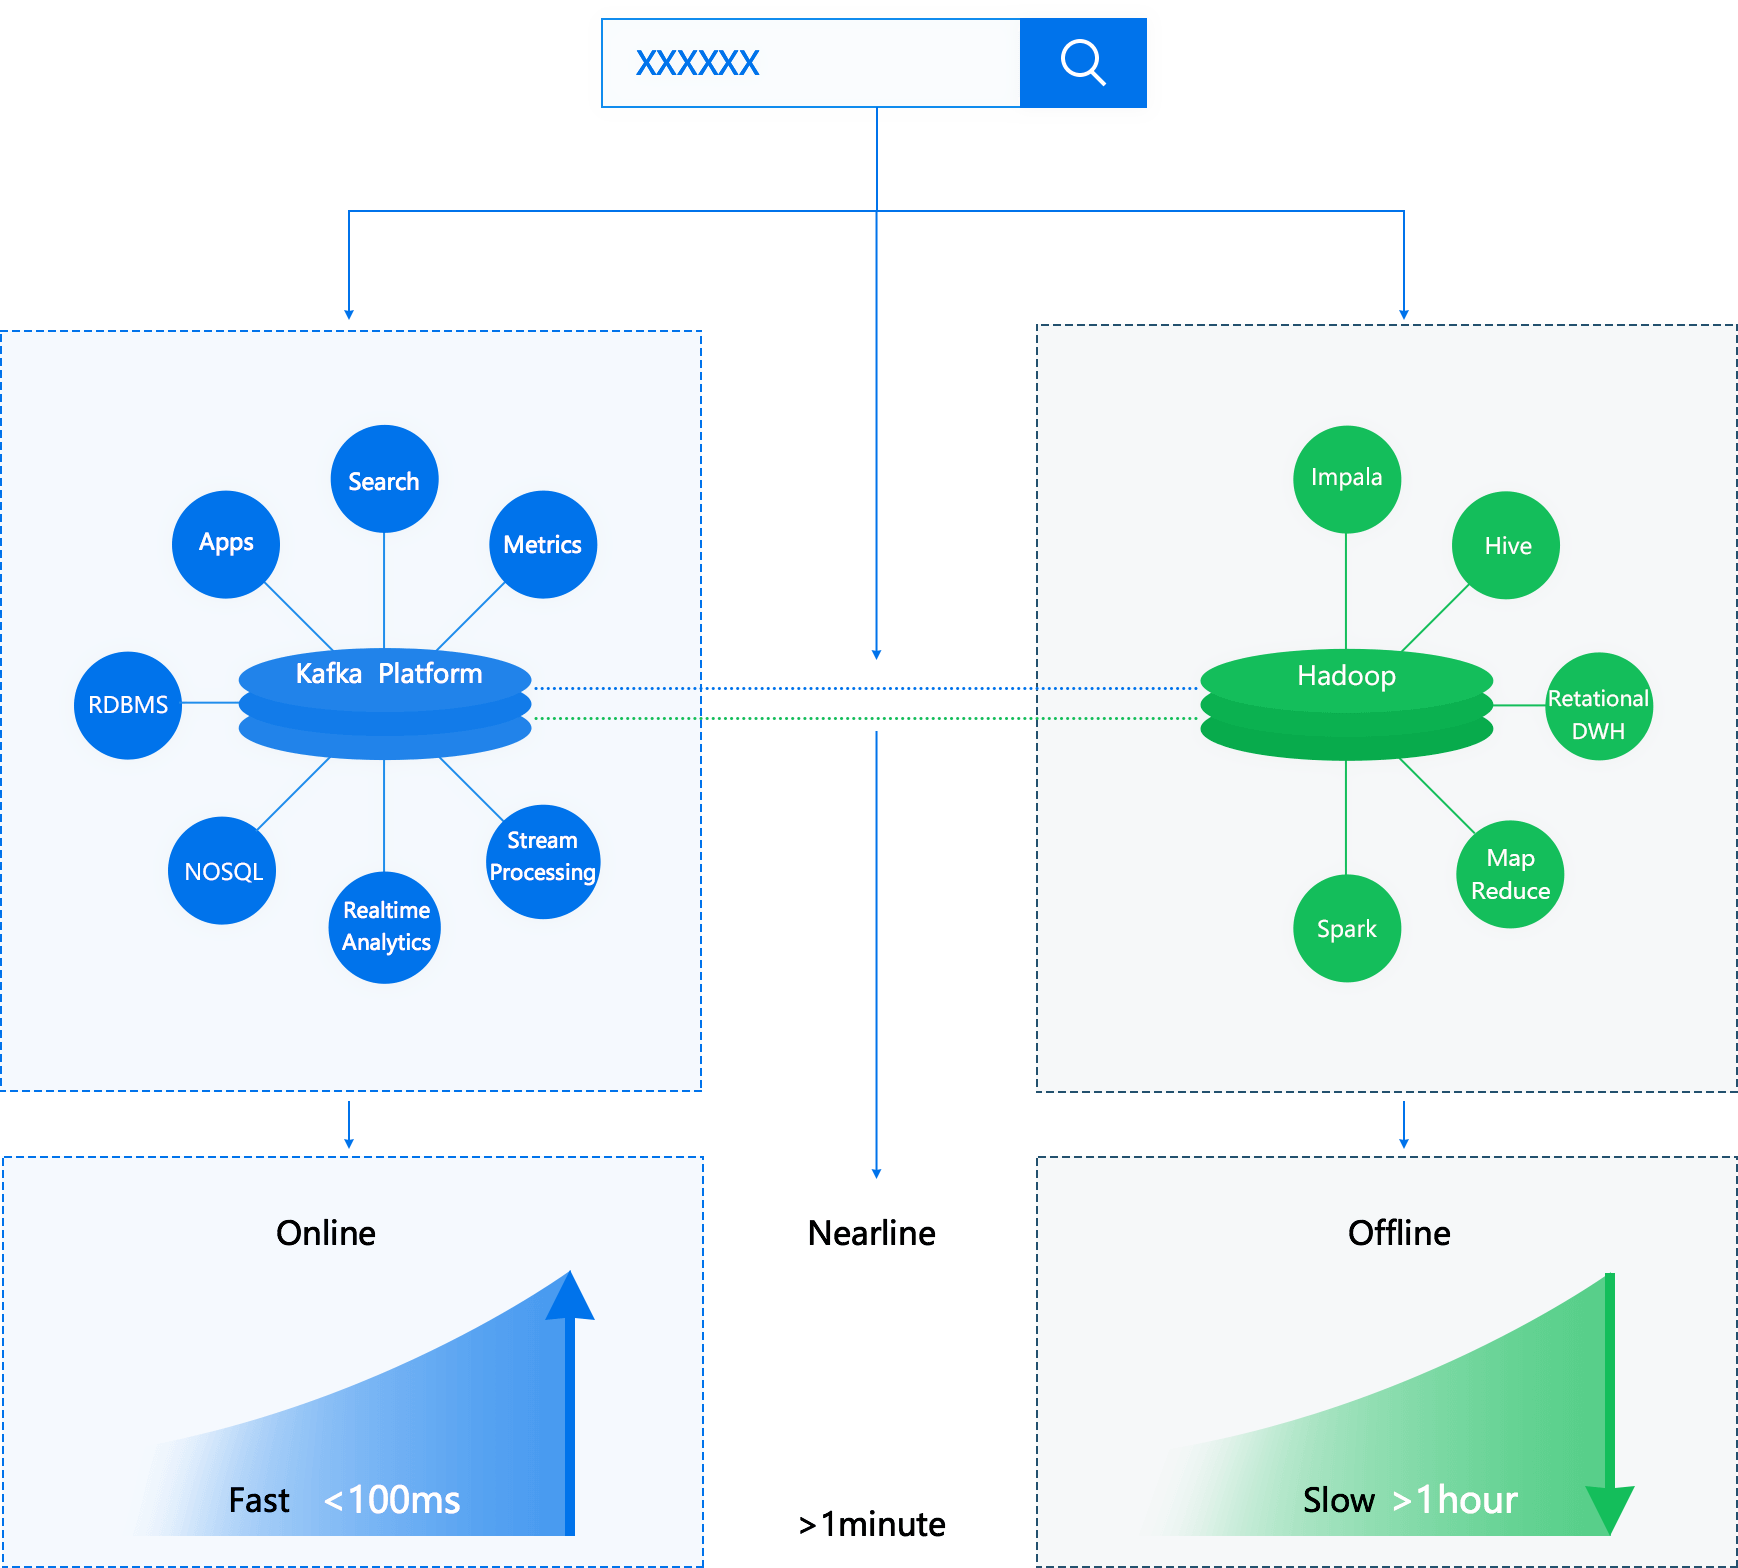 XXXXXX
Search
Apps
Metrics
Kafka Platform
RDBMS
NOSQL
Stream
Processing
Realtime
Analytics
Impala
Hive
Hadoop
Retational
DWH
Map
Reduce
Spark
Online
Nearline
Offline
Fast <100ms
>1minute
Slow >1hour